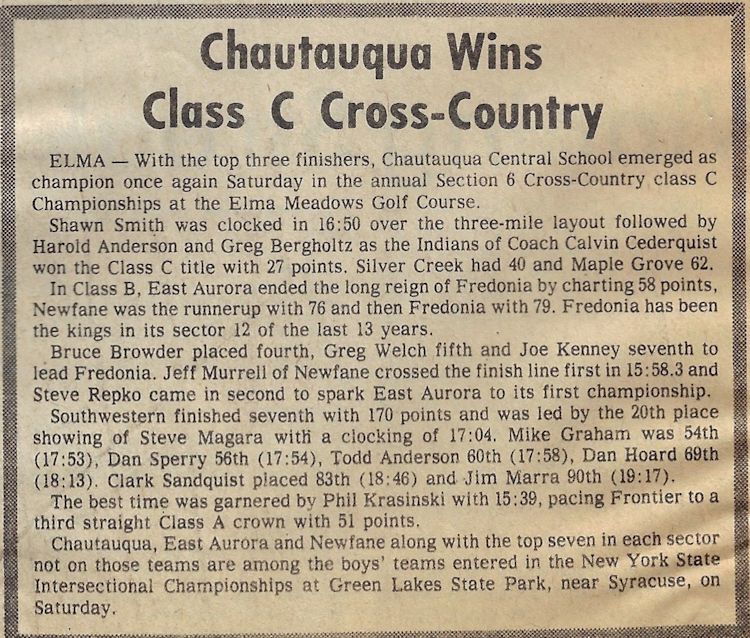 Chautauqua Wins
Class C Cross-Country
ELMA — With the top three finishers, Chautauqua Central School emerged as
champion once again Saturday in the annual Section 6 Cross-Country class C
Championships at the Elma Meadows Golf Course.
Shawn Smith was clocked in 16:50 over the three-mile layout followed by
Harold Anderson and Greg Bergholtz as the Indians of Coach Calvin Cederquist
won the Class C title with 27 points. Silver Creek had 40 and Maple Grove 62.
In Class B, East Aurora ended the long reign of Fredonia by charting 58 points,
Newfane was the runnerup with 76 and then Fredonia with 79. Fredonia has been
the kings in its sector 12 of the last 13 years.
Bruce Browder placed fourth, Greg Welch fifth and Joe Kenney seventh to
lead Fredonia. Jeff Murrell of Newfane crossed the finish line first in 15:58.3 and
Steve Repko came in second to spark East Aurora to its first championship.
Southwestern finished seventh with 170 points and was led by the 20th place
showing of Steve Magara with a clocking of 17:04. Mike Graham was 54th
(17:53), Dan Sperry 56th (17:54), Todd Anderson 60th (17:58), Dan Hoard 69th
(18:13). Clark Sandquist placed 83th (18:46) and Jim Marra 90th (19:17).
The best time was garnered by Phil Krasinski with 15:39, pacing Frontier to a
third straight Class A crown with 51 points.
Chautauqua, East Aurora and Newfane along with the top seven in each sector
not on those teams are among the boys' teams entered in the New York State
Intersectional Championships at Green Lakes State Park, near Syracuse, on
Saturday.